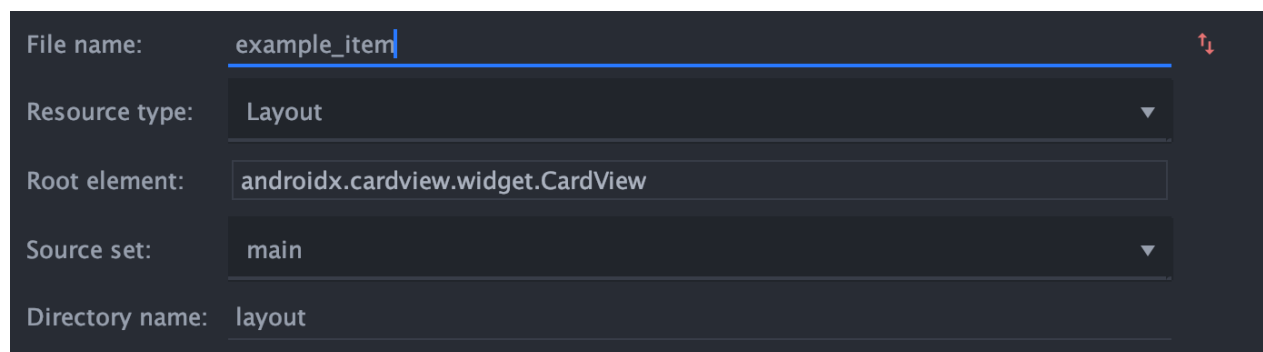 File name: example_item
Resource type: Layout
Root element: androidx.cardview.widget.CardView
Source set: main
Directory name: layout